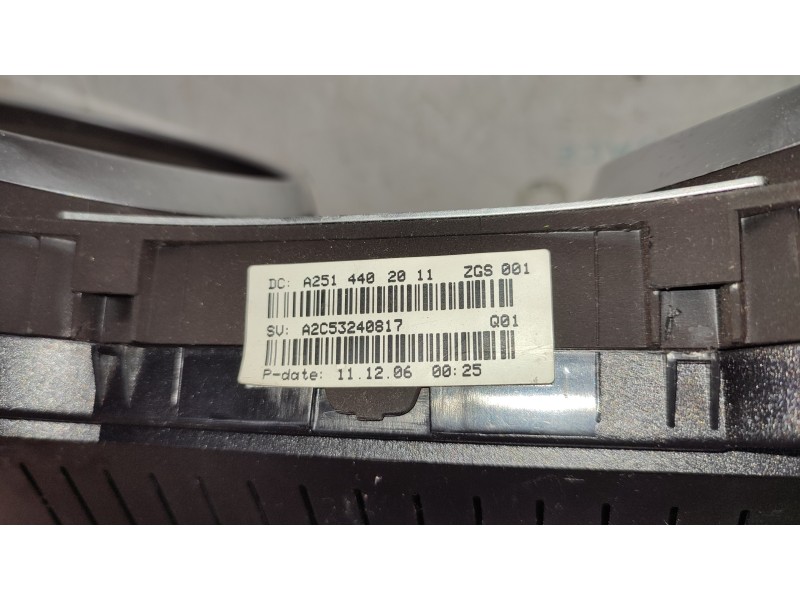 DC: A251 440 20 11 ZGS 001
SV: A2C53240817 Q01
P-date: 11.12.06 00:25